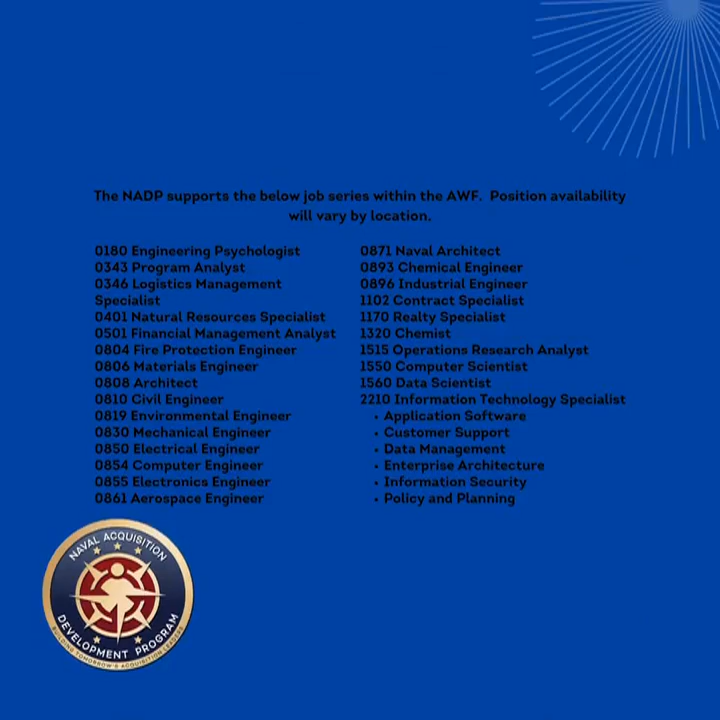 The NADP supports the below job series within the AWF. Position availability
will vary by location.
0180 Engineering Psychologist
0343 Program Analyst
0346 Logistics Management
Specialist
0401 Natural Resources Specialist
0501 Financial Management Analyst
0804 Fire Protection Engineer
0806 Materials Engineer
0808 Architect
0810 Civil Engineer
0819 Environmental Engineer
0830 Mechanical Engineer
0850 Electrical Engineer
0854 Computer Engineer
0855 Electronics Engineer
0861 Aerospace Engineer
0871 Naval Architect
0893 Chemical Engineer
0896 Industrial Engineer
1102 Contract Specialist
1170 Realty Specialist
1320 Chemist
1515 Operations Research Analyst
1550 Computer Scientist
1560 Data Scientist
2210 Information Technology Specialist
• Application Software
• Customer Support
• Data Management
• Enterprise Architecture
• Information Security
• Policy and Planning
NAVAL ACQUISITION
DEVELOPMENT PROGRAM
BUILDING TOMORROW'S ACQUISITION LEADERS